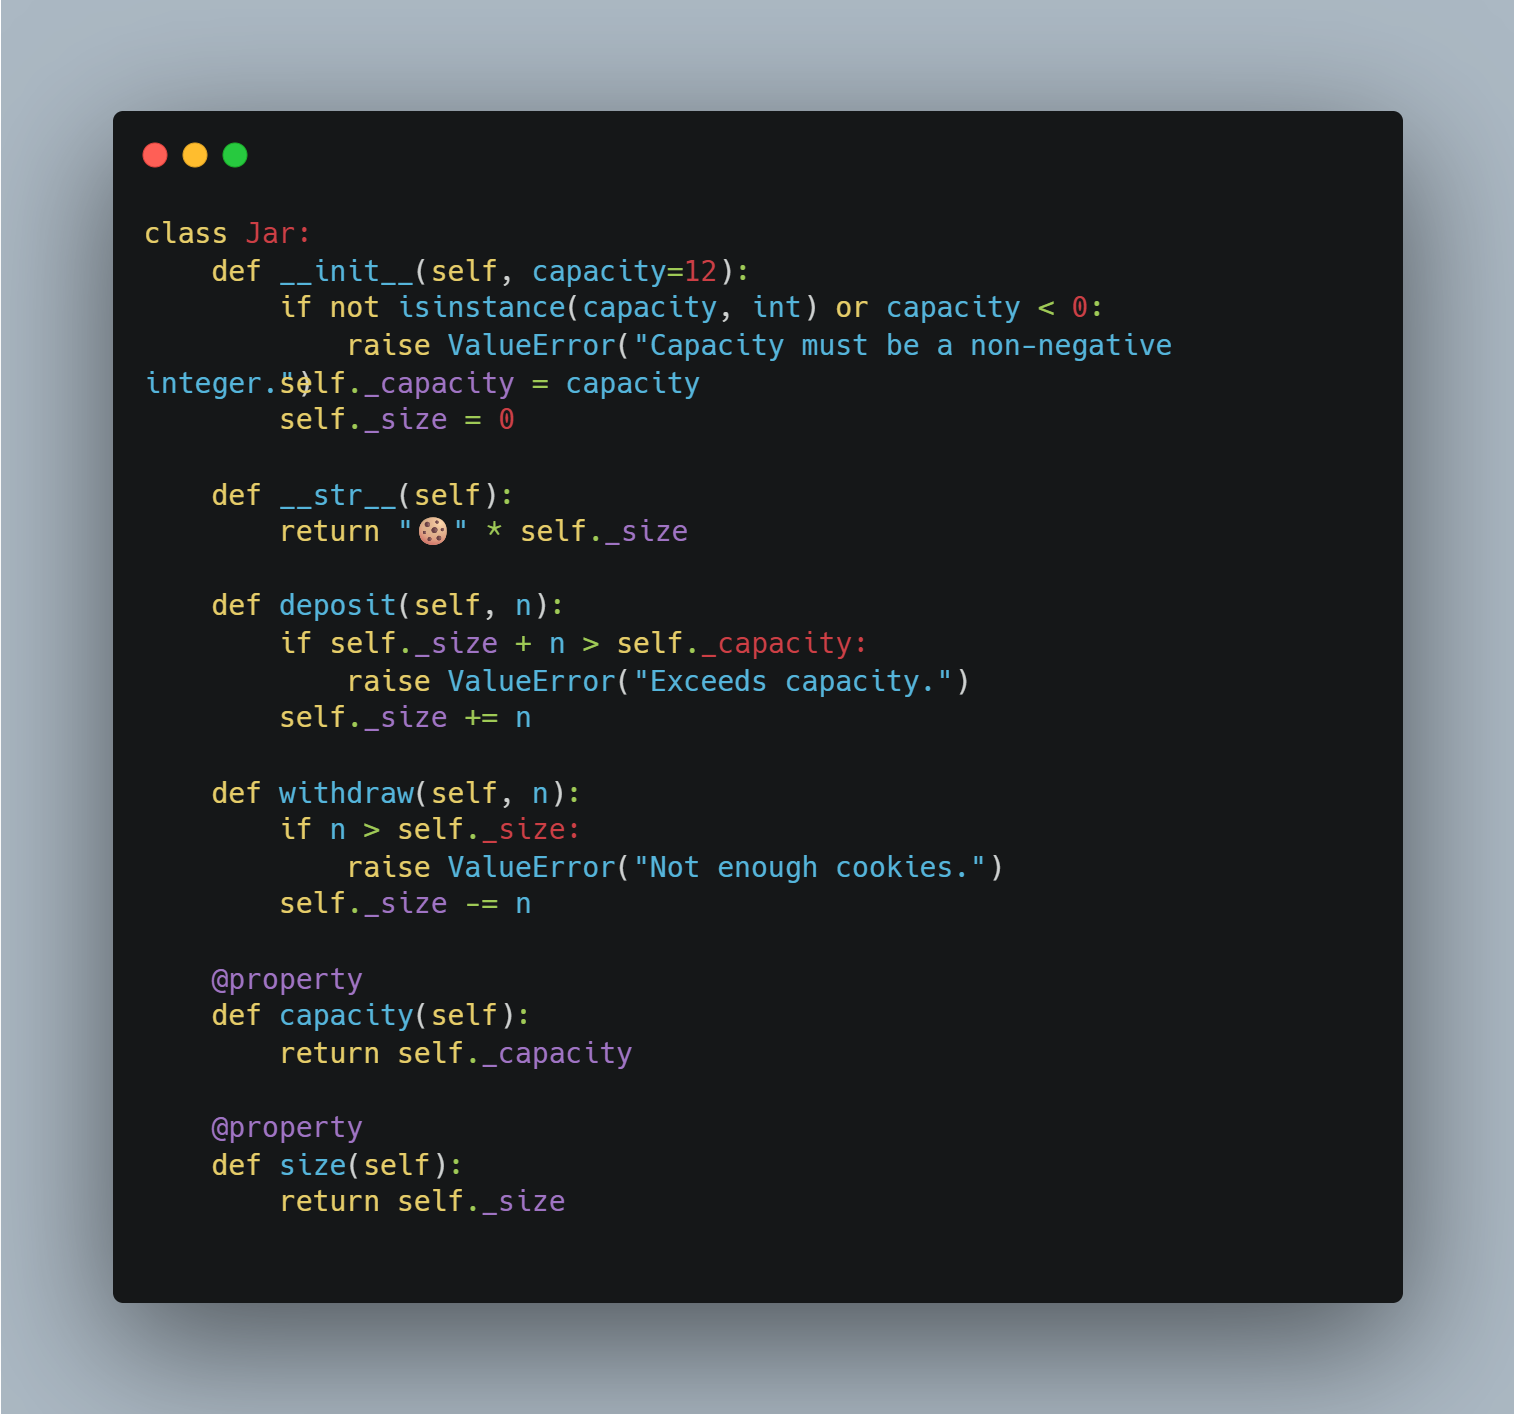 class Jar:
    def __init__(self, capacity=12):
        if not isinstance(capacity, int) or capacity < 0:
            raise ValueError("Capacity must be a non-negative
integer.")
        self._capacity = capacity
        self._size = 0

    def __str__(self):
        return "🍪" * self._size

    def deposit(self, n):
        if self._size + n > self._capacity:
            raise ValueError("Exceeds capacity.")
        self._size += n

    def withdraw(self, n):
        if n > self._size:
            raise ValueError("Not enough cookies.")
        self._size -= n

    @property
    def capacity(self):
        return self._capacity

    @property
    def size(self):
        return self._size